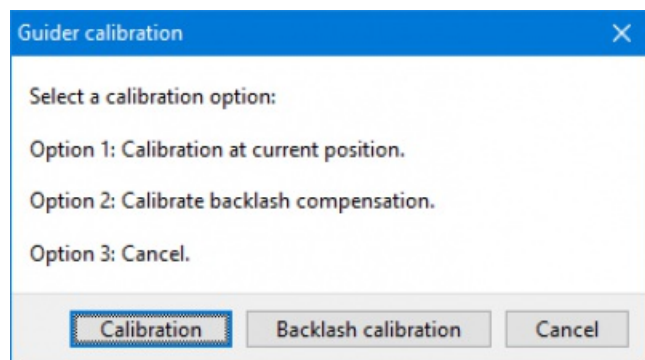 Guider calibration
Select a calibration option:
Option 1: Calibration at current position.
Option 2: Calibrate backlash compensation.
Option 3: Cancel.
Calibration Backlash calibration Cancel